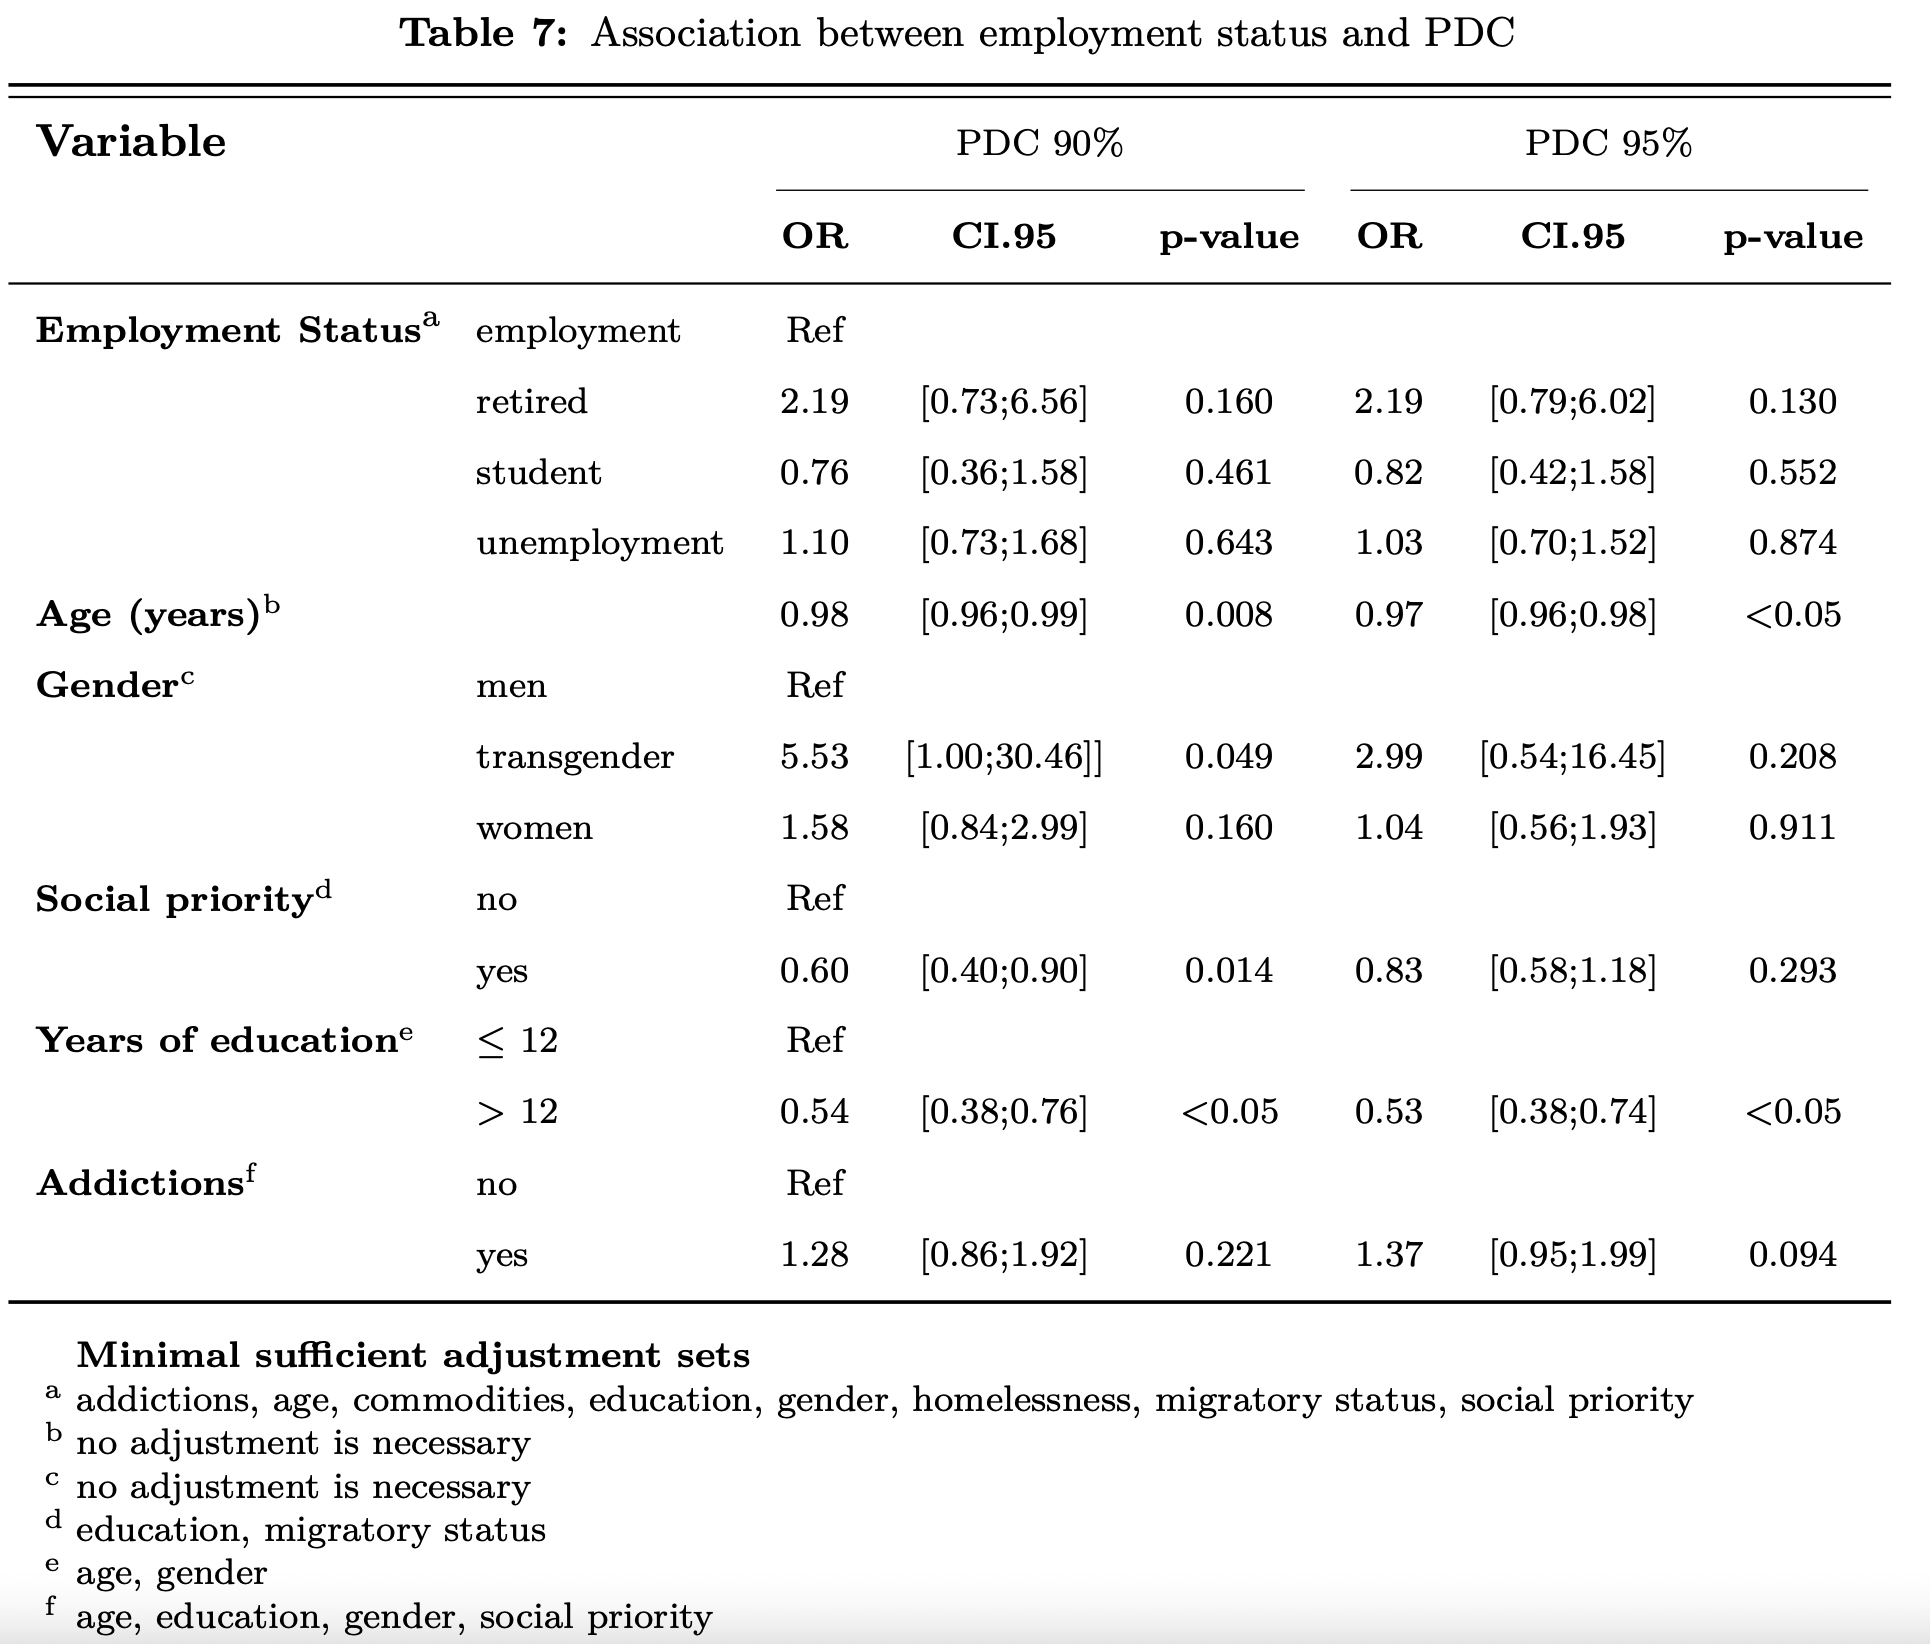 Table 7: Association between employment status and PDC
Variable PDC 90% PDC 95%
OR CI.95 p-value OR CI.95 p-value
Employment Status^a employment Ref
retired 2.19 [0.73;6.56] 0.160 2.19 [0.79;6.02] 0.130
student 0.76 [0.36;1.58] 0.461 0.82 [0.42;1.58] 0.552
unemployment 1.10 [0.73;1.68] 0.643 1.03 [0.70;1.52] 0.874
Age (years)^b 0.98 [0.96;0.99] 0.008 0.97 [0.96;0.98] <0.05
Gender^c men Ref
transgender 5.53 [1.00;30.46]] 0.049 2.99 [0.54;16.45] 0.208
women 1.58 [0.84;2.99] 0.160 1.04 [0.56;1.93] 0.911
Social priority^d no Ref
yes 0.60 [0.40;0.90] 0.014 0.83 [0.58;1.18] 0.293
Years of education^e ≤ 12 Ref
> 12 0.54 [0.38;0.76] <0.05 0.53 [0.38;0.74] <0.05
Addictions^f no Ref
yes 1.28 [0.86;1.92] 0.221 1.37 [0.95;1.99] 0.094
Minimal sufficient adjustment sets
^a addictions, age, commodities, education, gender, homelessness, migratory status, social priority
^b no adjustment is necessary
^c no adjustment is necessary
^d education, migratory status
^e age, gender
^f age, education, gender, social priority